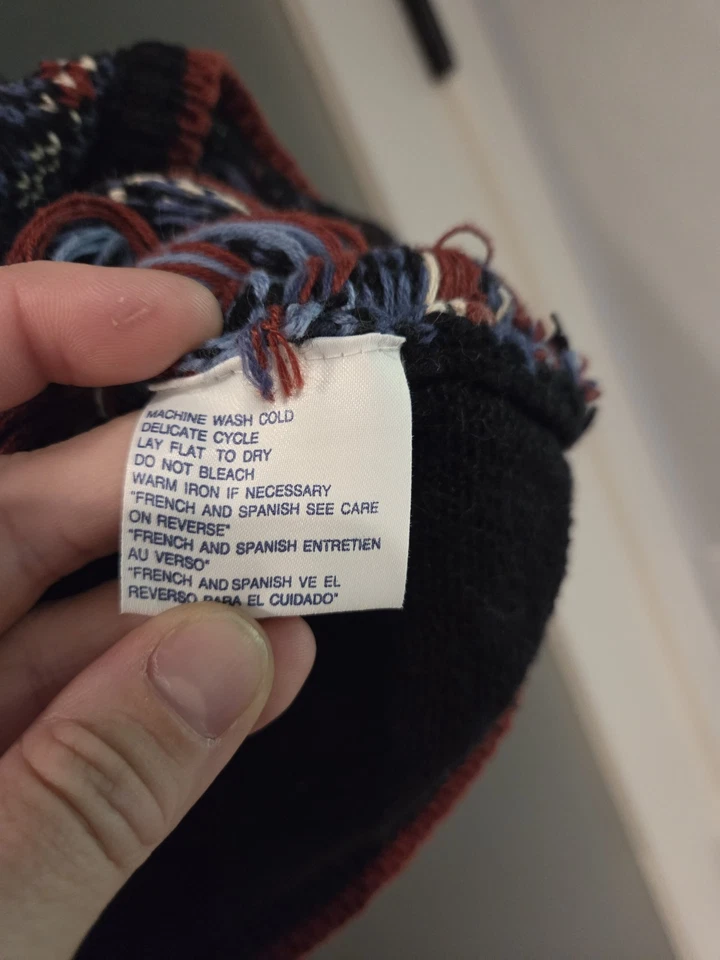 MACHINE WASH COLD
DELICATE CYCLE
LAY FLAT TO DRY
DO NOT BLEACH
WARM IRON IF NECESSARY
"FRENCH AND SPANISH SEE CARE
ON REVERSE"
"FRENCH AND SPANISH ENTRETIEN
AU VERSO"
"FRENCH AND SPANISH VE EL
REVERSO PARA EL CUIDADO"